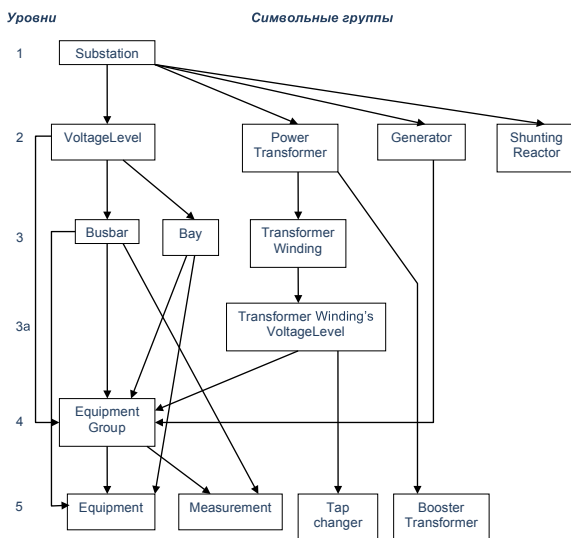 Уровни Символьные группы
1 Substation
2 VoltageLevel Power Transformer Generator Shunting Reactor
3 Busbar Bay Transformer Winding
3a Transformer Winding's VoltageLevel
4 Equipment Group
5 Equipment Measurement Tap changer Booster Transformer